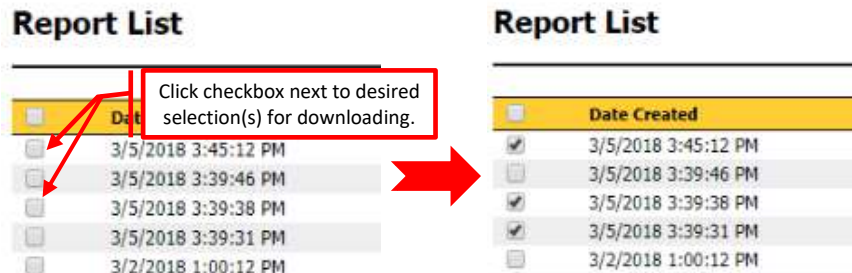 Report List
Click checkbox next to desired
selection(s) for downloading.
Dat
3/5/2018 3:45:12 PM
3/5/2018 3:39:46 PM
3/5/2018 3:39:38 PM
3/5/2018 3:39:31 PM
3/2/2018 1:00:12 PM
Report List
Date Created
3/5/2018 3:45:12 PM
3/5/2018 3:39:46 PM
3/5/2018 3:39:38 PM
3/5/2018 3:39:31 PM
3/2/2018 1:00:12 PM